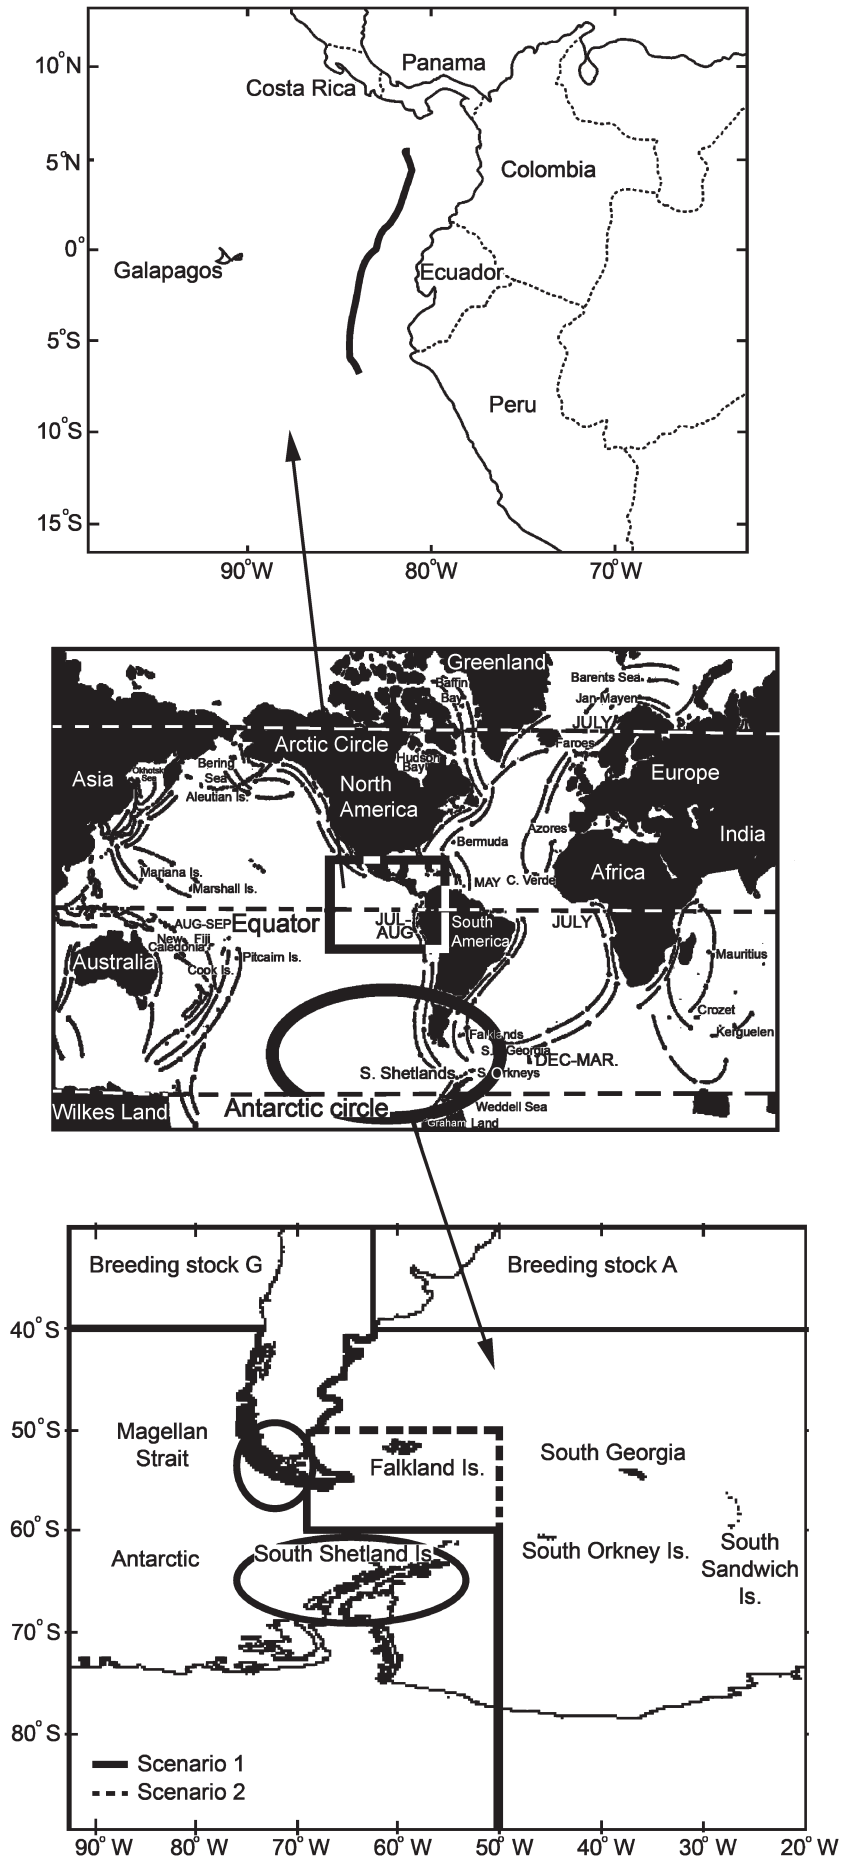 10°N
Panama
Costa Rica
5°N
Colombia
0°
Galapagos
Ecuador
5°S
Peru
10°S
15°S
90°W
80°W
70°W
Greenland
Baffin
Bay
Barents Sea
Jan-Mayen
JULY
Arctic Circle
Faroes
Hudson
Bay
Bering
Sea
Okhotsk
Sea
Asia
North
America
Europe
Aleutian Is.
Azores
India
Bermuda
Africa
Mariana Is.
Marshall Is.
MAY
C. Verde
AUG-SEP
Equator
JUL-
AUG
South
America
JULY
New
Caledonia
Fiji
Australia
Cook Is.
Pitcairn Is.
Mauritius
Crozet
Kerguelen
Falklands
S. Georgia
DEC-MAR.
S. Shetlands
S. Orkneys
Wilkes Land
Antarctic circle
Weddell Sea
Graham Land
Breeding stock G
Breeding stock A
40°S
50°S
Magellan
Strait
Falkland Is.
South Georgia
60°S
Antarctic
South Shetland Is.
South Orkney Is.
South
Sandwich
Is.
70°S
80°S
Scenario 1
Scenario 2
90°W
80°W
70°W
60°W
50°W
40°W
30°W
20°W